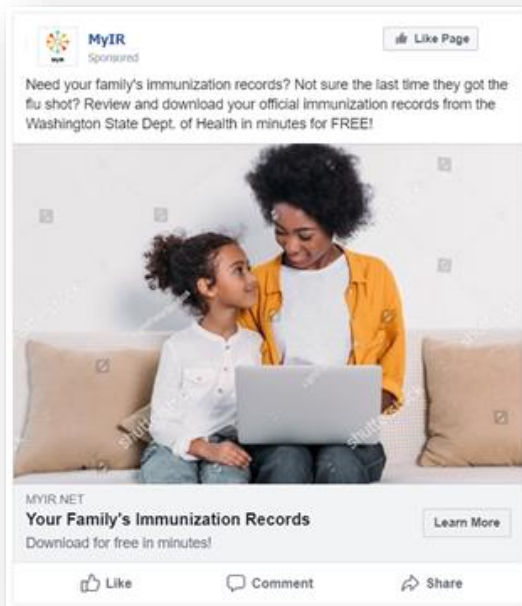 MyIR
Like Page
Sponsored
Need your family's immunization records? Not sure the last time they got the
flu shot? Review and download your official immunization records from the
Washington State Dept. of Health in minutes for FREE!
shutterstock
shutterstock
MYIR.NET
Your Family's Immunization Records
Learn More
Download for free in minutes!
Like
Comment
Share